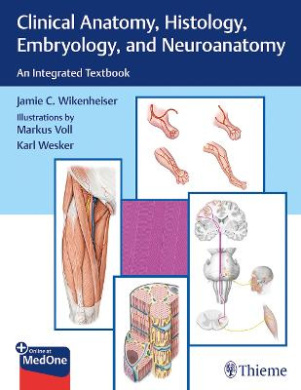 Clinical Anatomy, Histology,
Embryology, and Neuroanatomy
An Integrated Textbook
Jamie C. Wikenheiser
Illustrations by
Markus Voll
Karl Wesker
+ Online at
MedOne
Thieme